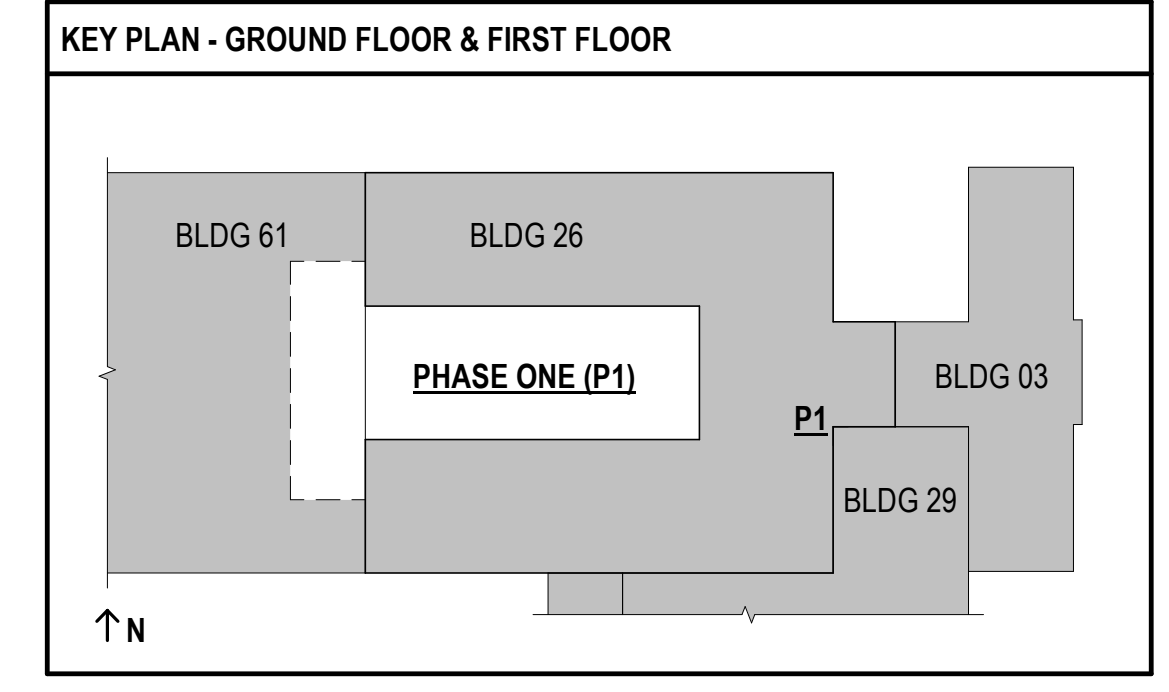 KEY PLAN - GROUND FLOOR & FIRST FLOOR
BLDG 61
BLDG 26
PHASE ONE (P1)
BLDG 03
P1
BLDG 29
N